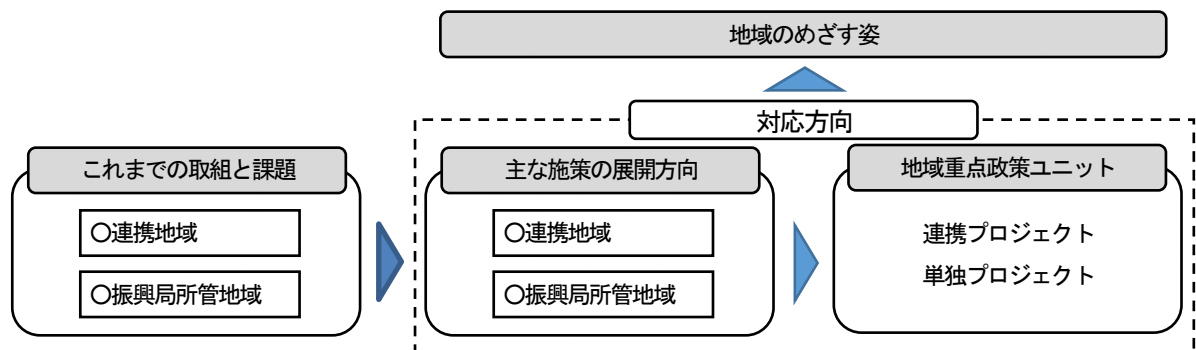 地域のめざす姿
対応方向
これまでの取組と課題
○連携地域
○振興局所管地域
主な施策の展開方向
○連携地域
○振興局所管地域
地域重点政策ユニット
連携プロジェクト
単独プロジェクト